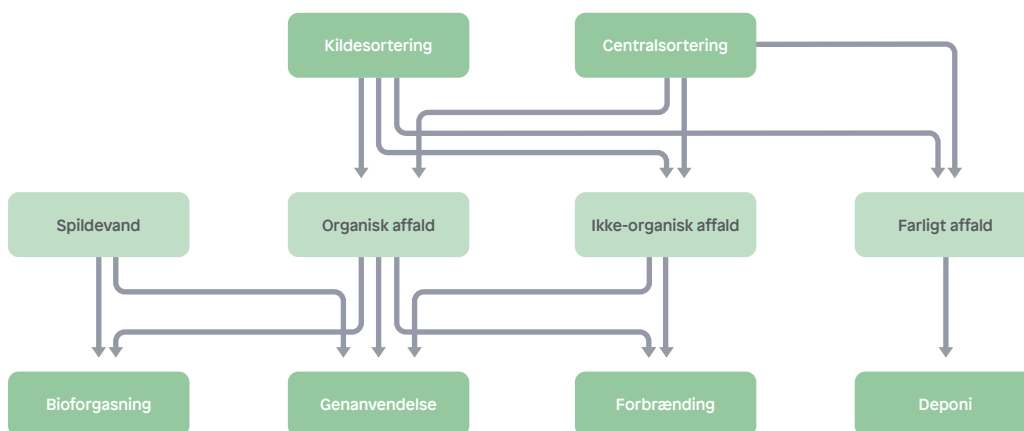 Kildesortering
Centralsortering
Spildevand
Organisk affald
Ikke-organisk affald
Farligt affald
Bioforgasning
Genanvendelse
Forbrænding
Deponi